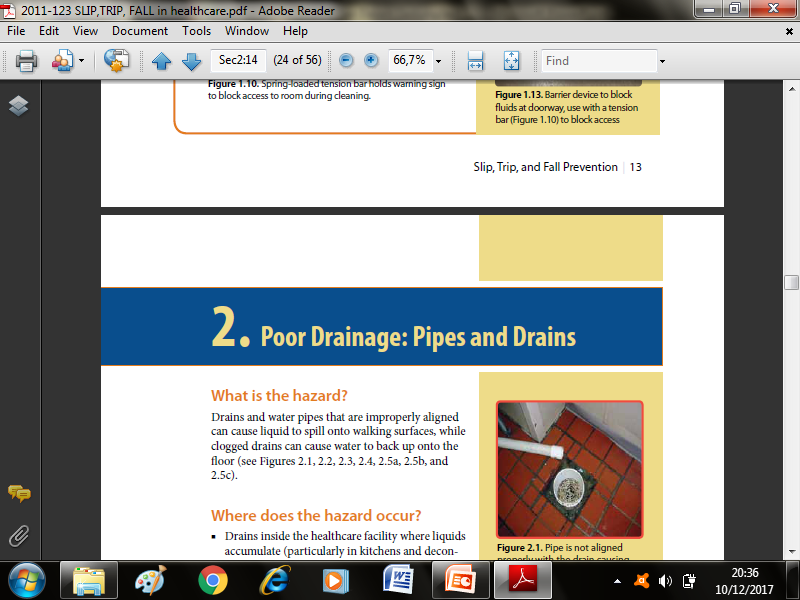 2011-123 SLIP,TRIP, FALL in healthcare.pdf - Adobe Reader
File Edit View Document Tools Window Help
Sec2:14 (24 of 56) 66,7% Find
Figure 1.10. Spring-loaded tension bar holds warning sign
to block access to room during cleaning.
Figure 1.13. Barrier device to block
fluids at doorway, use with a tension
bar (Figure 1.10) to block access
Slip, Trip, and Fall Prevention | 13
2. Poor Drainage: Pipes and Drains
What is the hazard?
Drains and water pipes that are improperly aligned
can cause liquid to spill onto walking surfaces, while
clogged drains can cause water to back up onto the
floor (see Figures 2.1, 2.2, 2.3, 2.4, 2.5a, 2.5b, and
2.5c).
Where does the hazard occur?
▪ Drains inside the healthcare facility where liquids
accumulate (particularly in kitchens and decon-
Figure 2.1. Pipe is not aligned
properly with the drain causing
20:36
10/12/2017